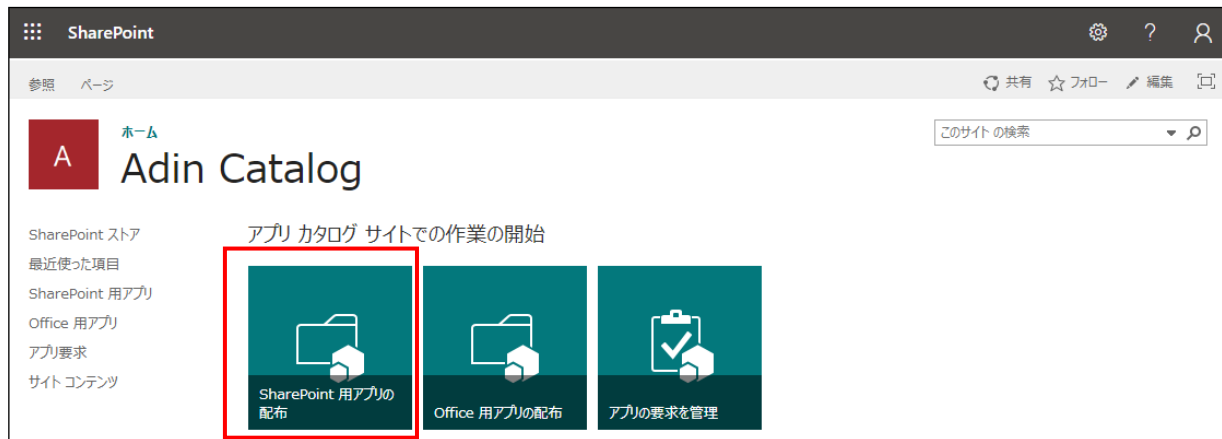 SharePoint
参照 ページ
共有 フォロー 編集
A
ホーム
Adin Catalog
このサイト の検索
SharePoint ストア
最近使った項目
SharePoint 用アプリ
Office 用アプリ
アプリ要求
サイト コンテンツ
アプリ カタログ サイトでの作業の開始
SharePoint 用アプリの
配布
Office 用アプリの配布
アプリの要求を管理